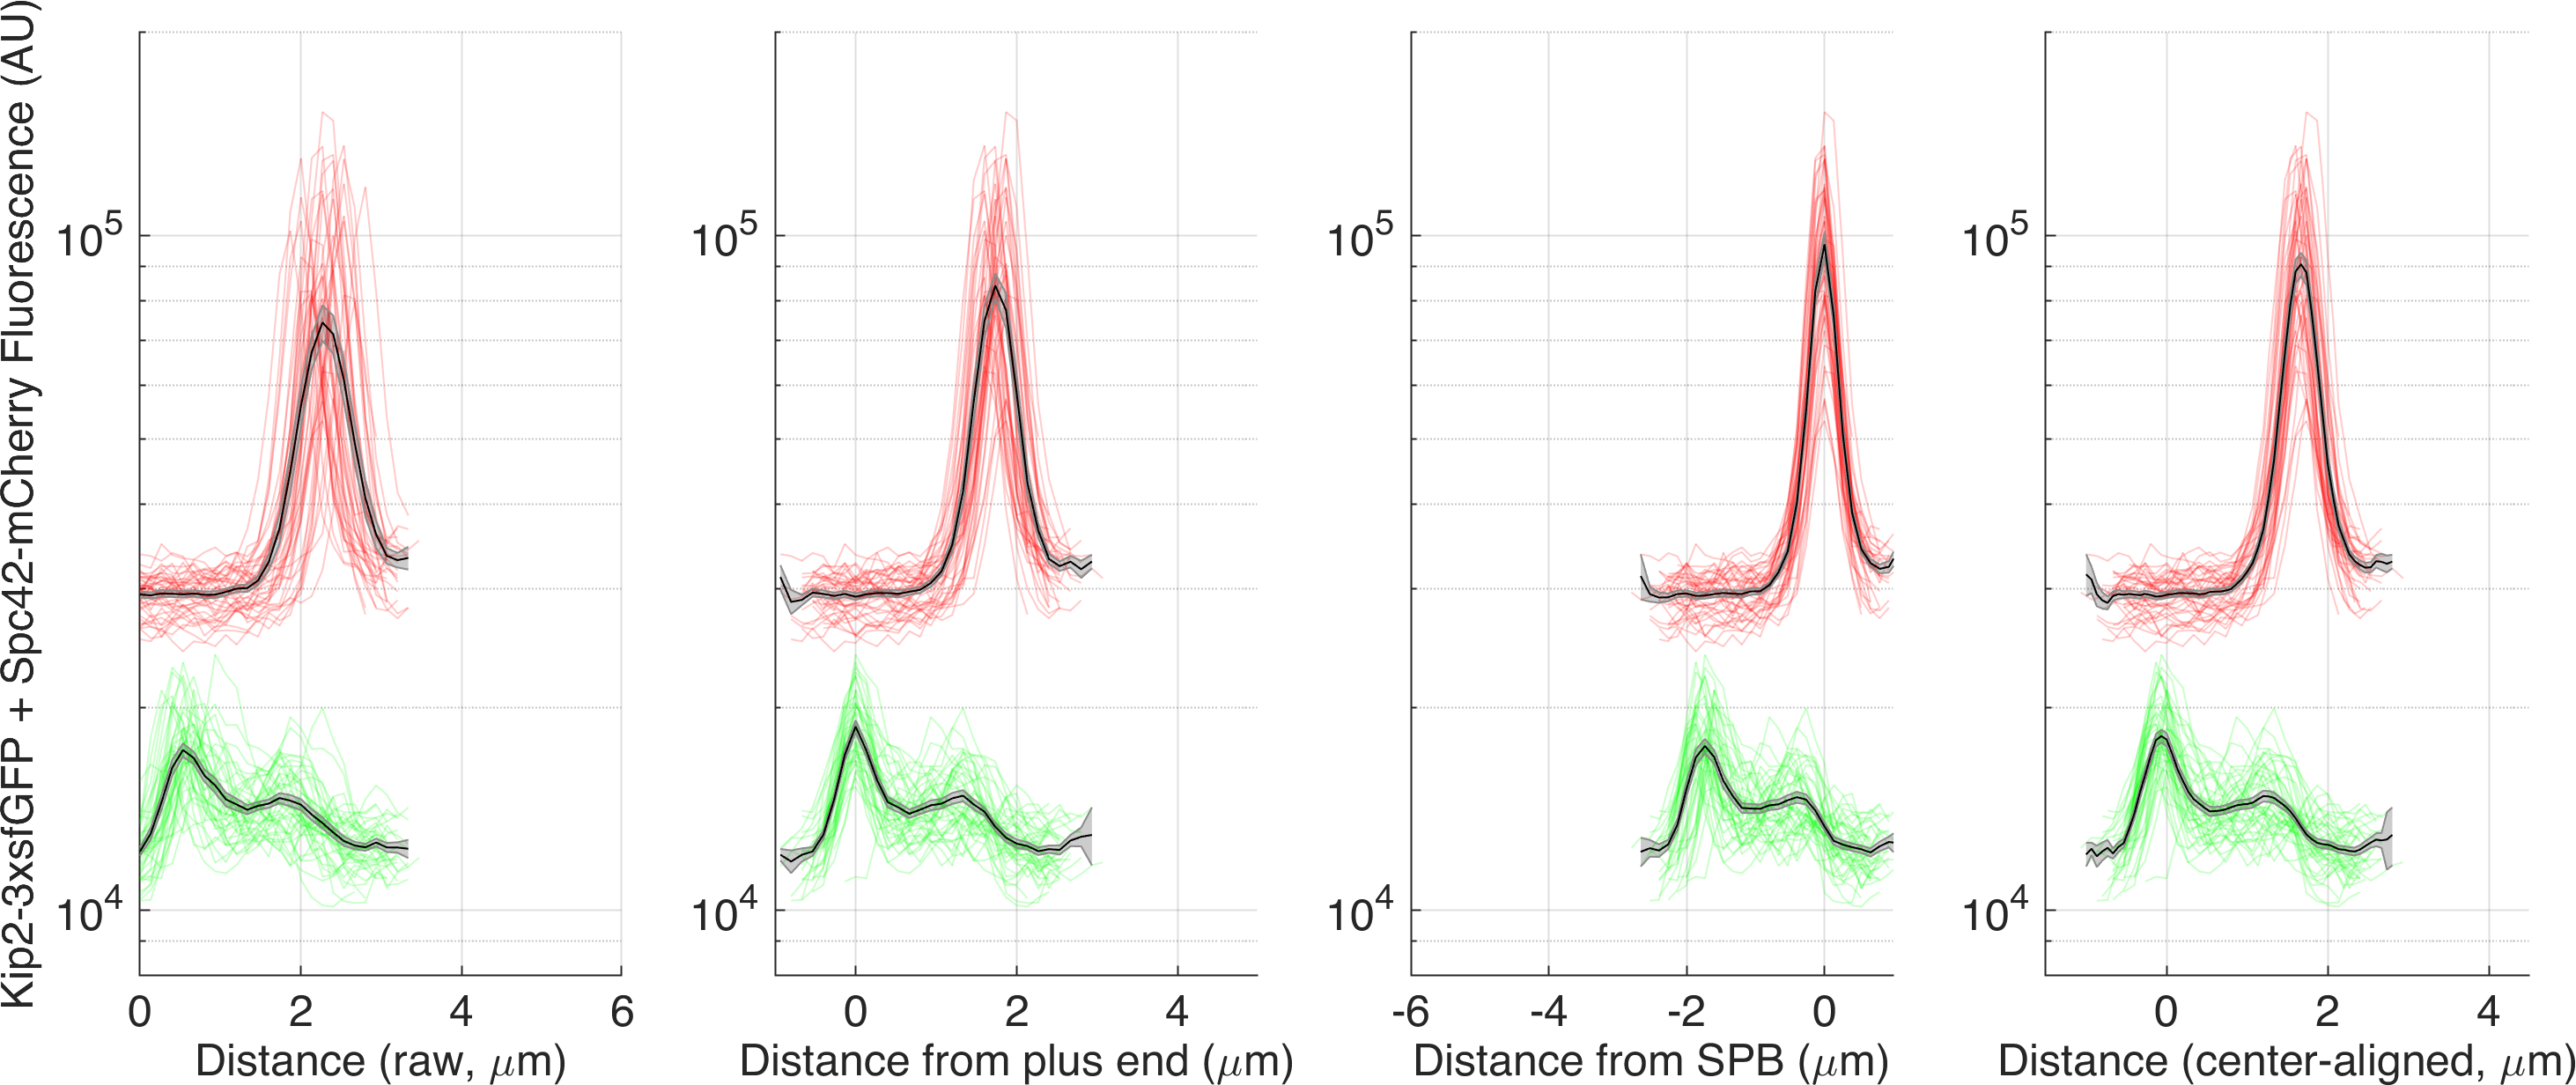 Kip2-3xsfGFP + Spc42-mCherry Fluorescence (AU)
10^5
10^4
0 2 4 6
Distance (raw, μm)
10^5
10^4
0 2 4
Distance from plus end (μm)
10^5
10^4
-6 -4 -2 0
Distance from SPB (μm)
10^5
10^4
0 2 4
Distance (center-aligned, μm)